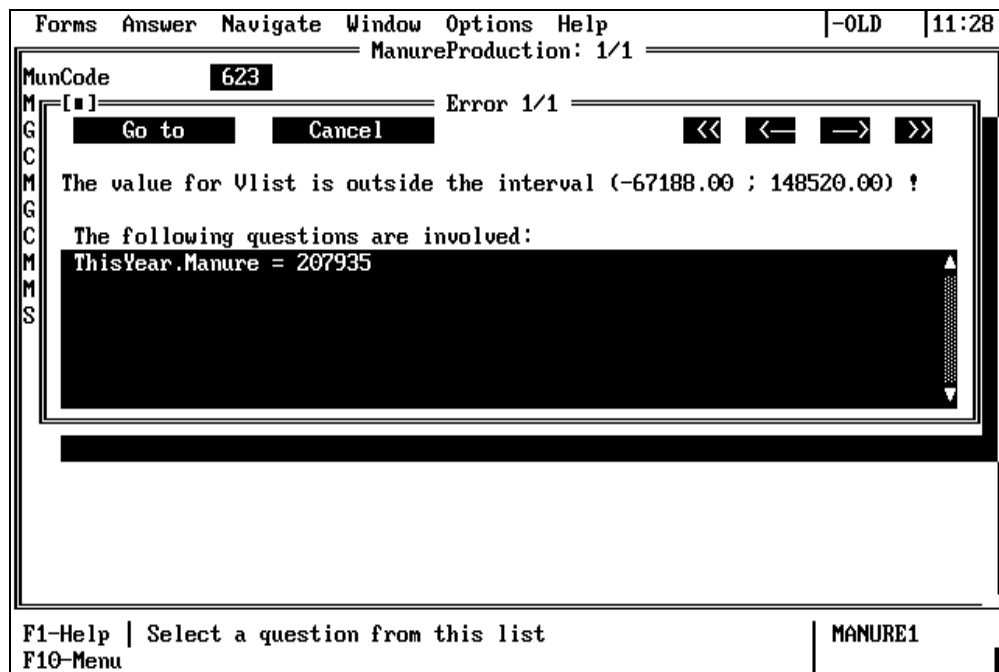 Forms Answer Navigate Window Options Help -OLD 11:28
ManureProduction: 1/1
MunCode 623
M [■] Error 1/1
G Go to Cancel << <— —> >>
C
M The value for Vlist is outside the interval (-67188.00 ; 148520.00) !
G
C The following questions are involved:
M ThisYear.Manure = 207935
M
S
F1-Help | Select a question from this list MANURE1
F10-Menu